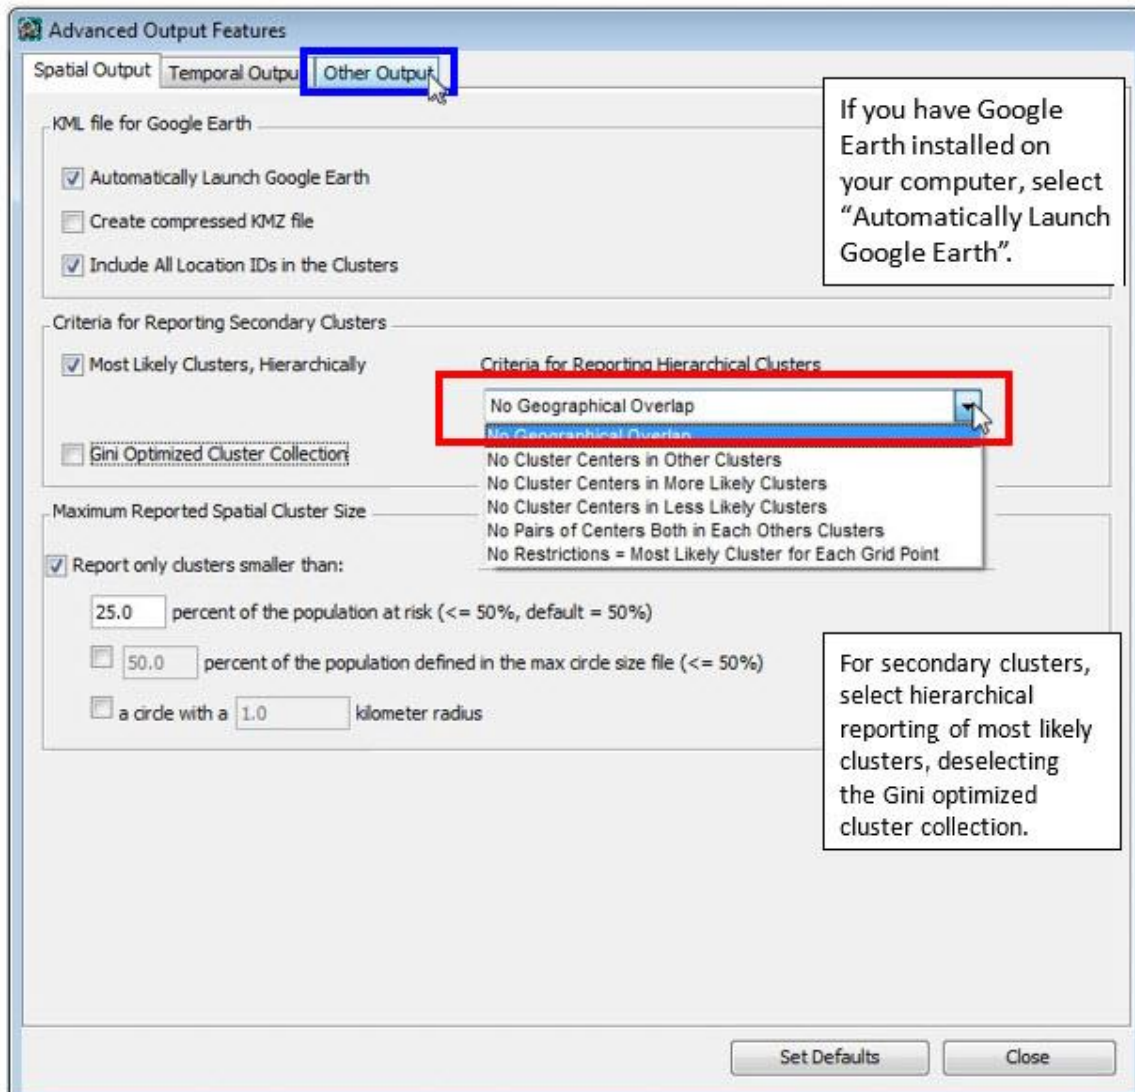 Advanced Output Features
Spatial Output Temporal Outpu Other Output
If you have Google
Earth installed on
your computer, select
“Automatically Launch
Google Earth”.
KML file for Google Earth
Automatically Launch Google Earth
Create compressed KMZ file
Include All Location IDs in the Clusters
Criteria for Reporting Secondary Clusters
Most Likely Clusters, Hierarchically
Criteria for Reporting Hierarchical Clusters
No Geographical Overlap
No Geographical Overlap
No Cluster Centers in Other Clusters
No Cluster Centers in More Likely Clusters
No Cluster Centers in Less Likely Clusters
No Pairs of Centers Both in Each Others Clusters
No Restrictions = Most Likely Cluster for Each Grid Point
Gini Optimized Cluster Collection
Maximum Reported Spatial Cluster Size
Report only clusters smaller than:
25.0 percent of the population at risk (<= 50%, default = 50%)
50.0 percent of the population defined in the max circle size file (<= 50%)
a circle with a 1.0 kilometer radius
For secondary clusters,
select hierarchical
reporting of most likely
clusters, deselecting
the Gini optimized
cluster collection.
Set Defaults Close